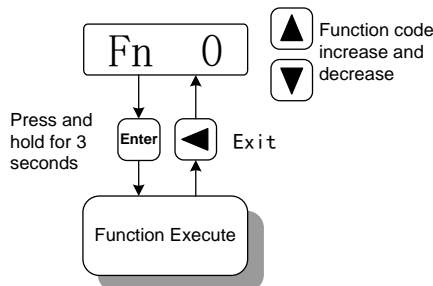 Fn 0
Function code
increase and
decrease
Press and
hold for 3
seconds
Enter
Exit
Function Execute